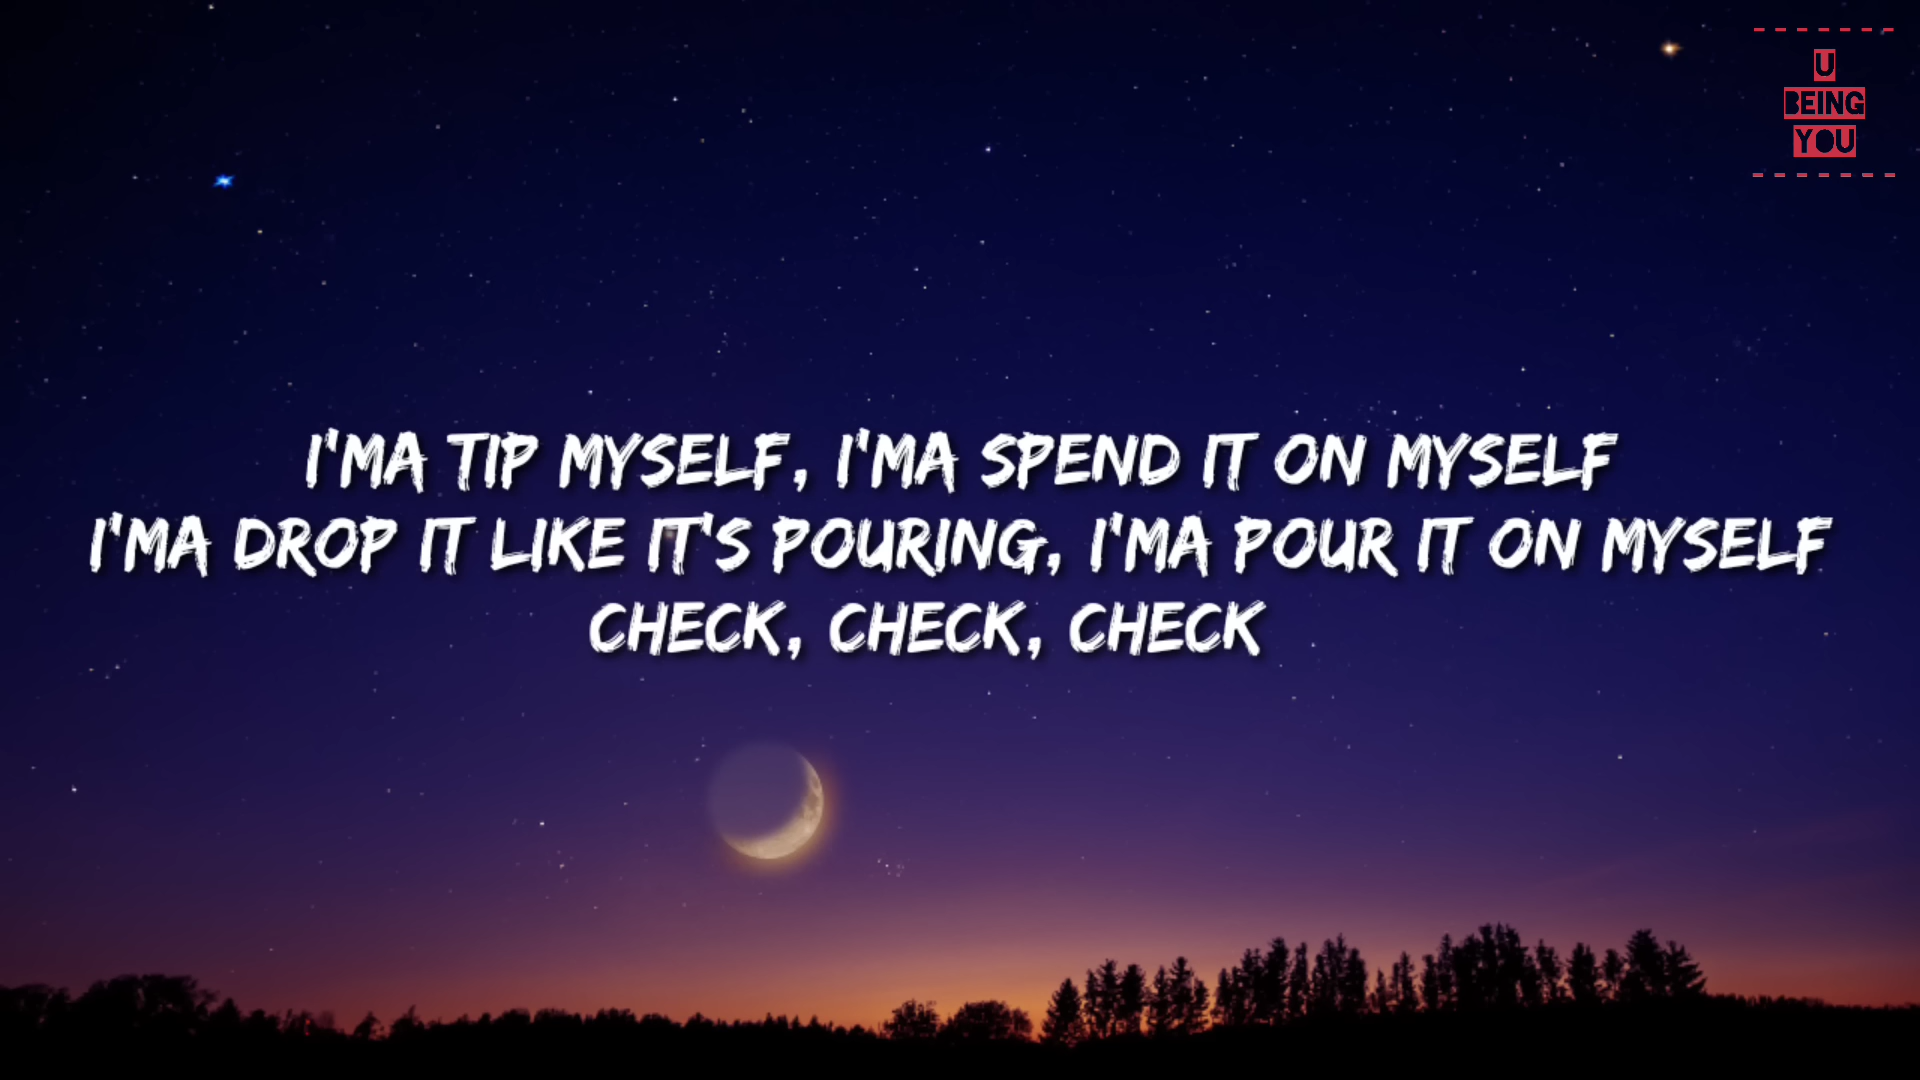 I'MA TIP MYSELF, I'MA SPEND IT ON MYSELF
I'MA DROP IT LIKE IT'S POURING, I'MA POUR IT ON MYSELF
CHECK, CHECK, CHECK
U
BEING
YOU